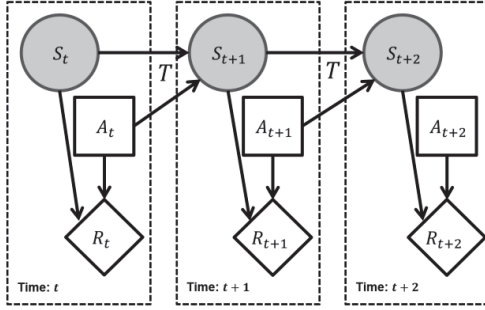 S_t
S_{t+1}
S_{t+2}
T
T
A_t
A_{t+1}
A_{t+2}
R_t
R_{t+1}
R_{t+2}
Time: t
Time: t + 1
Time: t + 2